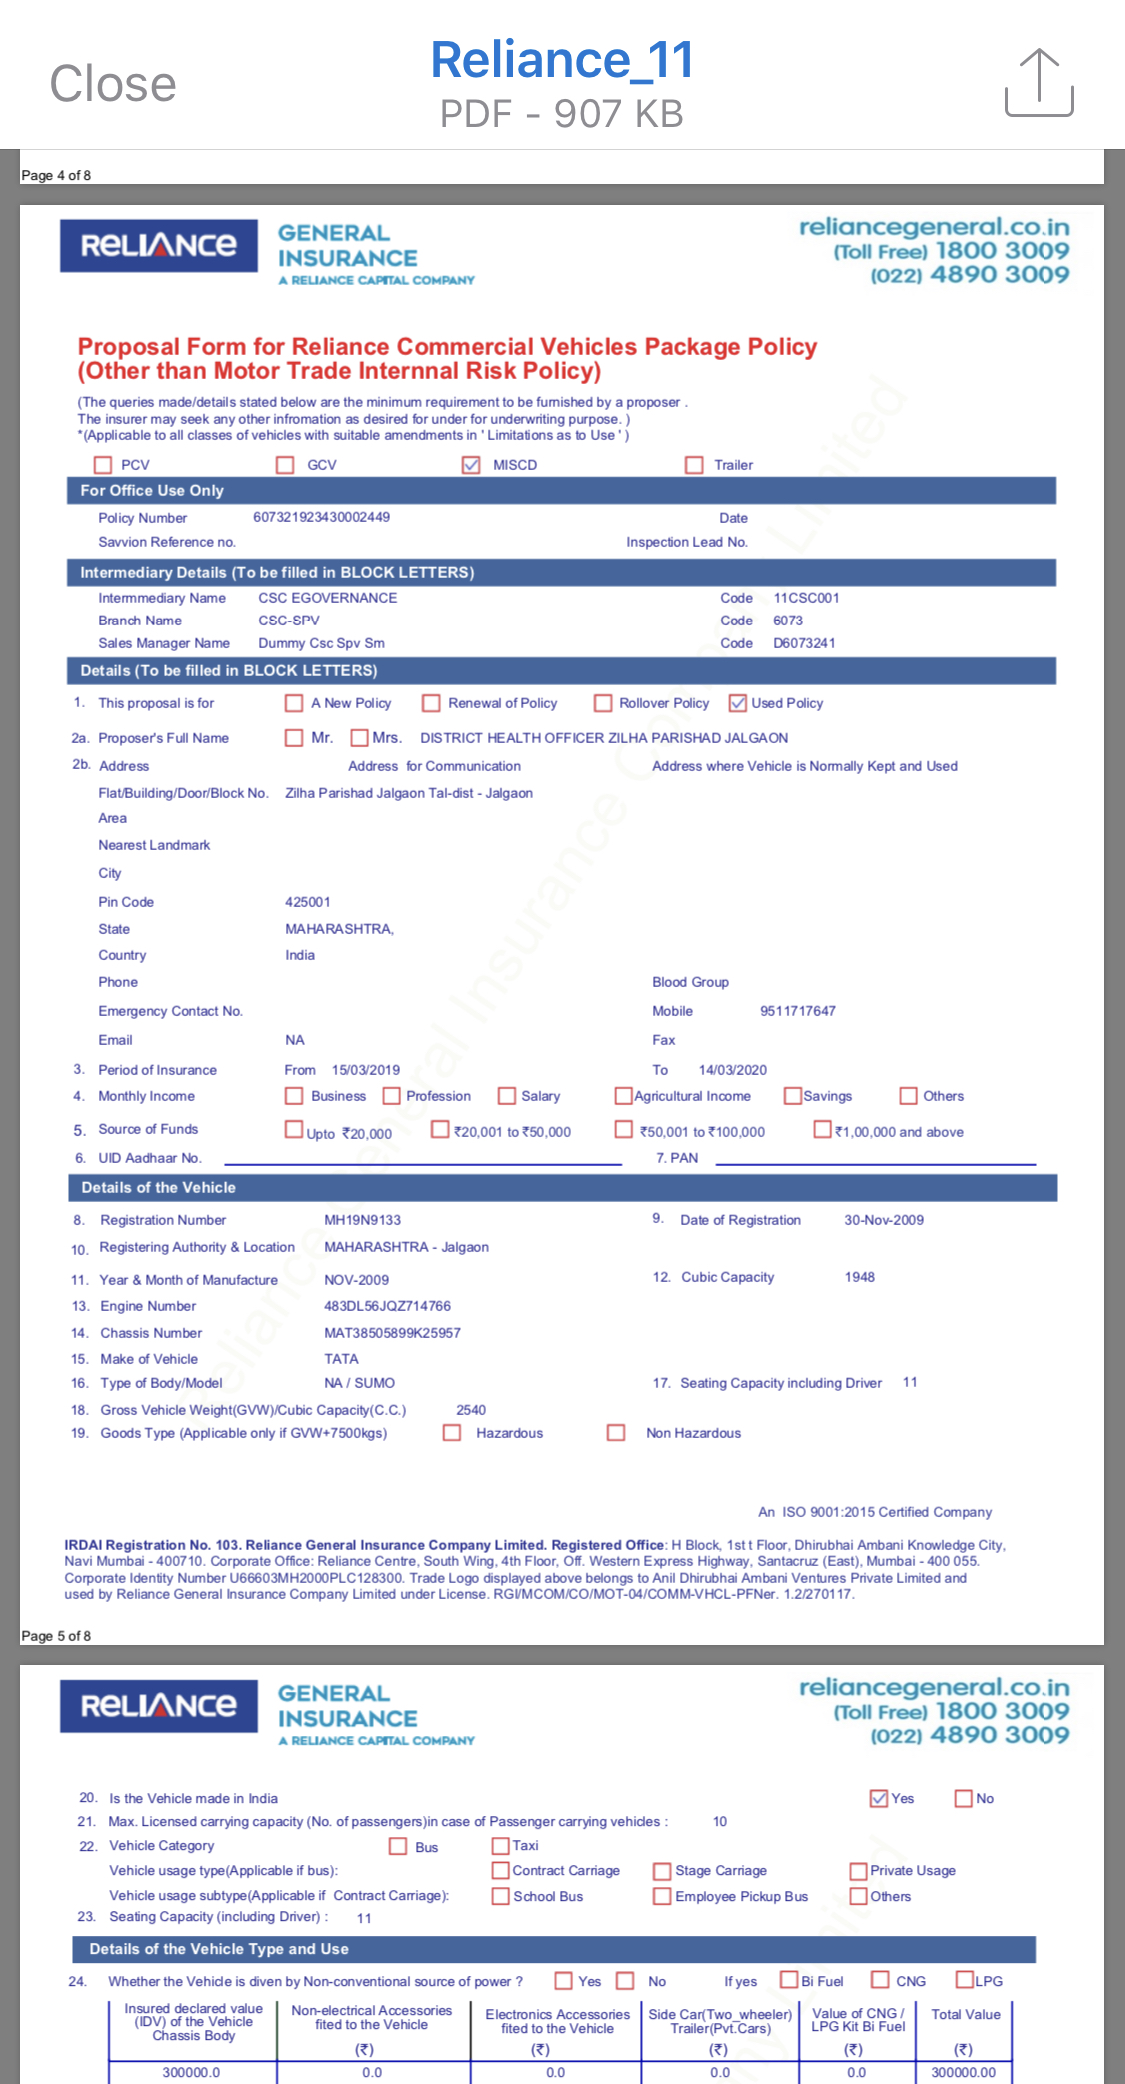 Close
Reliance_11
PDF - 907 KB
Page 4 of 8
RELIANCE GENERAL INSURANCE
A RELIANCE CAPITAL COMPANY
reliancegeneral.co.in
(Toll Free) 1800 3009
(022) 4890 3009
Proposal Form for Reliance Commercial Vehicles Package Policy
(Other than Motor Trade Internnal Risk Policy)
(The queries made/details stated below are the minimum requirement to be furnished by a proposer .
The insurer may seek any other infromation as desired for under for underwriting purpose. )
*(Applicable to all classes of vehicles with suitable amendments in ' Limitations as to Use ' )
PCV GCV MISCD Trailer
For Office Use Only
Policy Number 607321923430002449 Date
Savvion Reference no. Inspection Lead No.
Intermediary Details (To be filled in BLOCK LETTERS)
Intermmediary Name CSC EGOVERNANCE Code 11CSC001
Branch Name CSC-SPV Code 6073
Sales Manager Name Dummy Csc Spv Sm Code D6073241
Details (To be filled in BLOCK LETTERS)
1. This proposal is for A New Policy Renewal of Policy Rollover Policy Used Policy
2a. Proposer's Full Name Mr. Mrs. DISTRICT HEALTH OFFICER ZILHA PARISHAD JALGAON
2b. Address Address for Communication Address where Vehicle is Normally Kept and Used
Flat/Building/Door/Block No. Zilha Parishad Jalgaon Tal-dist - Jalgaon
Area
Nearest Landmark
City
Pin Code 425001
State MAHARASHTRA,
Country India
Phone Blood Group
Emergency Contact No. Mobile 9511717647
Email NA Fax
3. Period of Insurance From 15/03/2019 To 14/03/2020
4. Monthly Income Business Profession Salary Agricultural Income Savings Others
5. Source of Funds Upto ₹20,000 ₹20,001 to ₹50,000 ₹50,001 to ₹100,000 ₹1,00,000 and above
6. UID Aadhaar No. 7. PAN
Details of the Vehicle
8. Registration Number MH19N9133 9. Date of Registration 30-Nov-2009
10. Registering Authority & Location MAHARASHTRA - Jalgaon
11. Year & Month of Manufacture NOV-2009 12. Cubic Capacity 1948
13. Engine Number 483DL56JQZ714766
14. Chassis Number MAT38505899K25957
15. Make of Vehicle TATA
16. Type of Body/Model NA / SUMO 17. Seating Capacity including Driver 11
18. Gross Vehicle Weight(GVW)/Cubic Capacity(C.C.) 2540
19. Goods Type (Applicable only if GVW+7500kgs) Hazardous Non Hazardous
An ISO 9001:2015 Certified Company
IRDAI Registration No. 103. Reliance General Insurance Company Limited. Registered Office: H Block, 1st t Floor, Dhirubhai Ambani Knowledge City,
Navi Mumbai - 400710. Corporate Office: Reliance Centre, South Wing, 4th Floor, Off. Western Express Highway, Santacruz (East), Mumbai - 400 055.
Corporate Identity Number U66603MH2000PLC128300. Trade Logo displayed above belongs to Anil Dhirubhai Ambani Ventures Private Limited and
used by Reliance General Insurance Company Limited under License. RGI/MCOM/CO/MOT-04/COMM-VHCL-PFNer. 1.2/270117.
Reliance General Insurance Company Limited
Page 5 of 8
RELIANCE GENERAL INSURANCE
A RELIANCE CAPITAL COMPANY
reliancegeneral.co.in
(Toll Free) 1800 3009
(022) 4890 3009
20. Is the Vehicle made in India Yes No
21. Max. Licensed carrying capacity (No. of passengers)in case of Passenger carrying vehicles : 10
22. Vehicle Category Bus Taxi
Vehicle usage type(Applicable if bus): Contract Carriage Stage Carriage Private Usage
Vehicle usage subtype(Applicable if Contract Carriage): School Bus Employee Pickup Bus Others
23. Seating Capacity (including Driver) : 11
Details of the Vehicle Type and Use
24. Whether the Vehicle is diven by Non-conventional source of power ? Yes No If yes Bi Fuel CNG LPG
Insured declared value (IDV) of the Vehicle Chassis Body
Non-electrical Accessories fited to the Vehicle (₹)
Electronics Accessories fited to the Vehicle (₹)
Side Car(Two_wheeler) Trailer(Pvt.Cars) (₹)
Value of CNG / LPG Kit Bi Fuel (₹)
Total Value (₹)
300000.0 0.0 0.0 0.0 0.0 300000.00